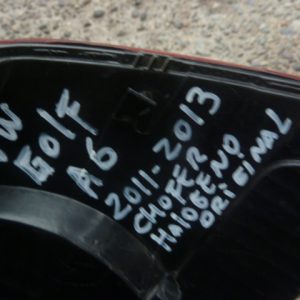 VW
GOlF
A6
2011-2013
CHOFER
HAlOGENO
ORIGINAL